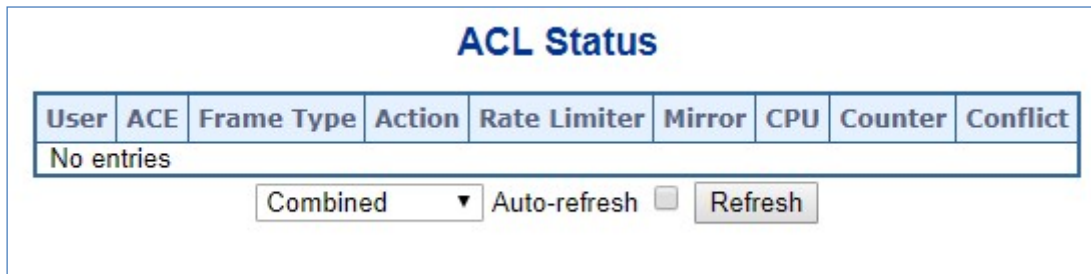 ACL Status
User ACE Frame Type Action Rate Limiter Mirror CPU Counter Conflict
No entries
Combined Auto-refresh Refresh